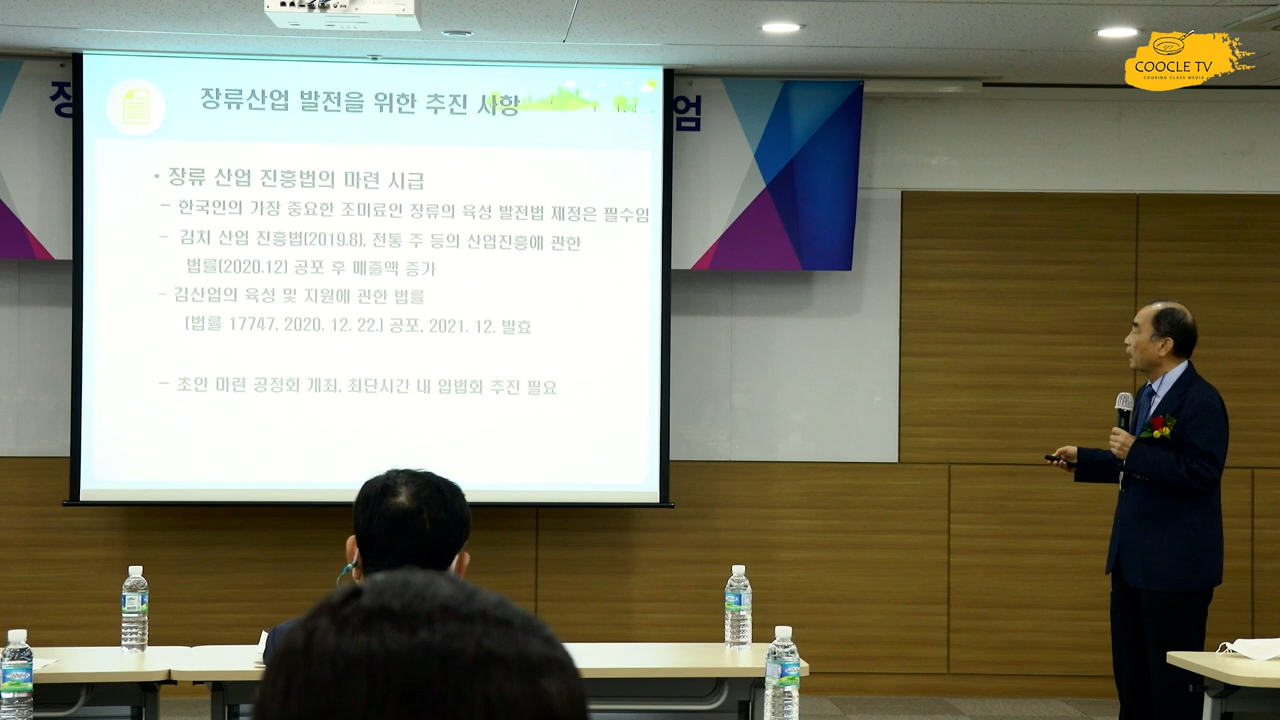 COOCLE TV
COOKING CLASS MEDIA
장
엄
장류산업 발전을 위한 추진 사항
• 장류 산업 진흥법의 마련 시급
– 한국인의 가장 중요한 조미료인 장류의 육성 발전법 제정은 필수임
– 김치 산업 진흥법(2019.8), 전통 주 등의 산업진흥에 관한
법률(2020.12) 공포 후 매출액 증가
– 김산업의 육성 및 지원에 관한 법률
(법률 17747, 2020. 12. 22.) 공포, 2021. 12. 발효
– 초안 마련 공청회 개최, 최단시간 내 입법화 추진 필요